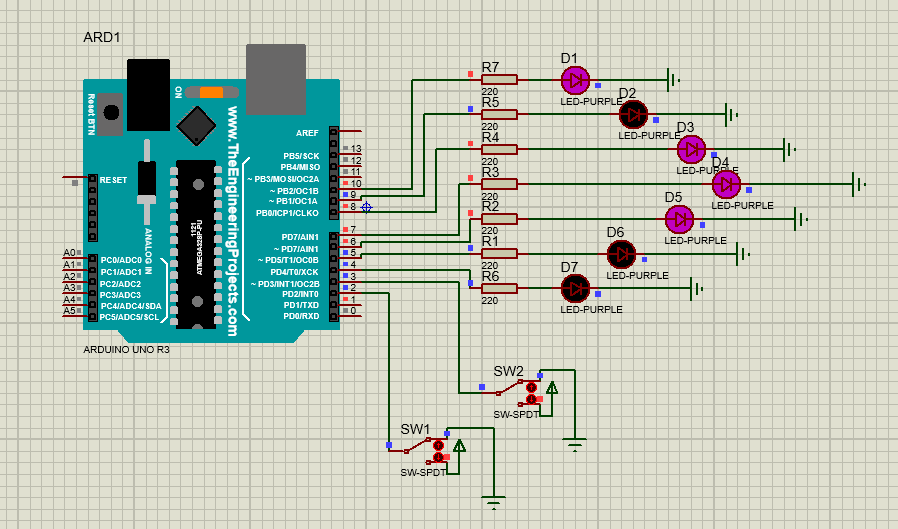 ARD1
Reset BTN
ON
www.TheEngineeringProjects.com
ANALOG IN
1121
ATMEGA328P-PU
RESET
A0 PC0/ADC0
A1 PC1/ADC1
A2 PC2/ADC2
A3 PC3/ADC3
A4 PC4/ADC4/SDA
A5 PC5/ADC5/SCL
AREF
PB5/SCK 13
PB4/MISO 12
~ PB3/MOSI/OC2A 11
~ PB2/OC1B 10
~ PB1/OC1A 9
PB0/ICP1/CLKO 8
PD7/AIN1 7
~ PD7/AIN1 6
~ PD5/T1/OC0B 5
PD4/T0/XCK 4
~ PD3/INT1/OC2B 3
PD2/INT0 2
PD1/TXD 1
PD0/RXD 0
ARDUINO UNO R3
R7
220
D1
LED-PURPLE
R5
220
D2
LED-PURPLE
R4
220
D3
LED-PURPLE
R3
220
D4
LED-PURPLE
R2
220
D5
LED-PURPLE
R1
220
D6
LED-PURPLE
R6
220
D7
LED-PURPLE
SW2
SW-SPDT
SW1
SW-SPDT